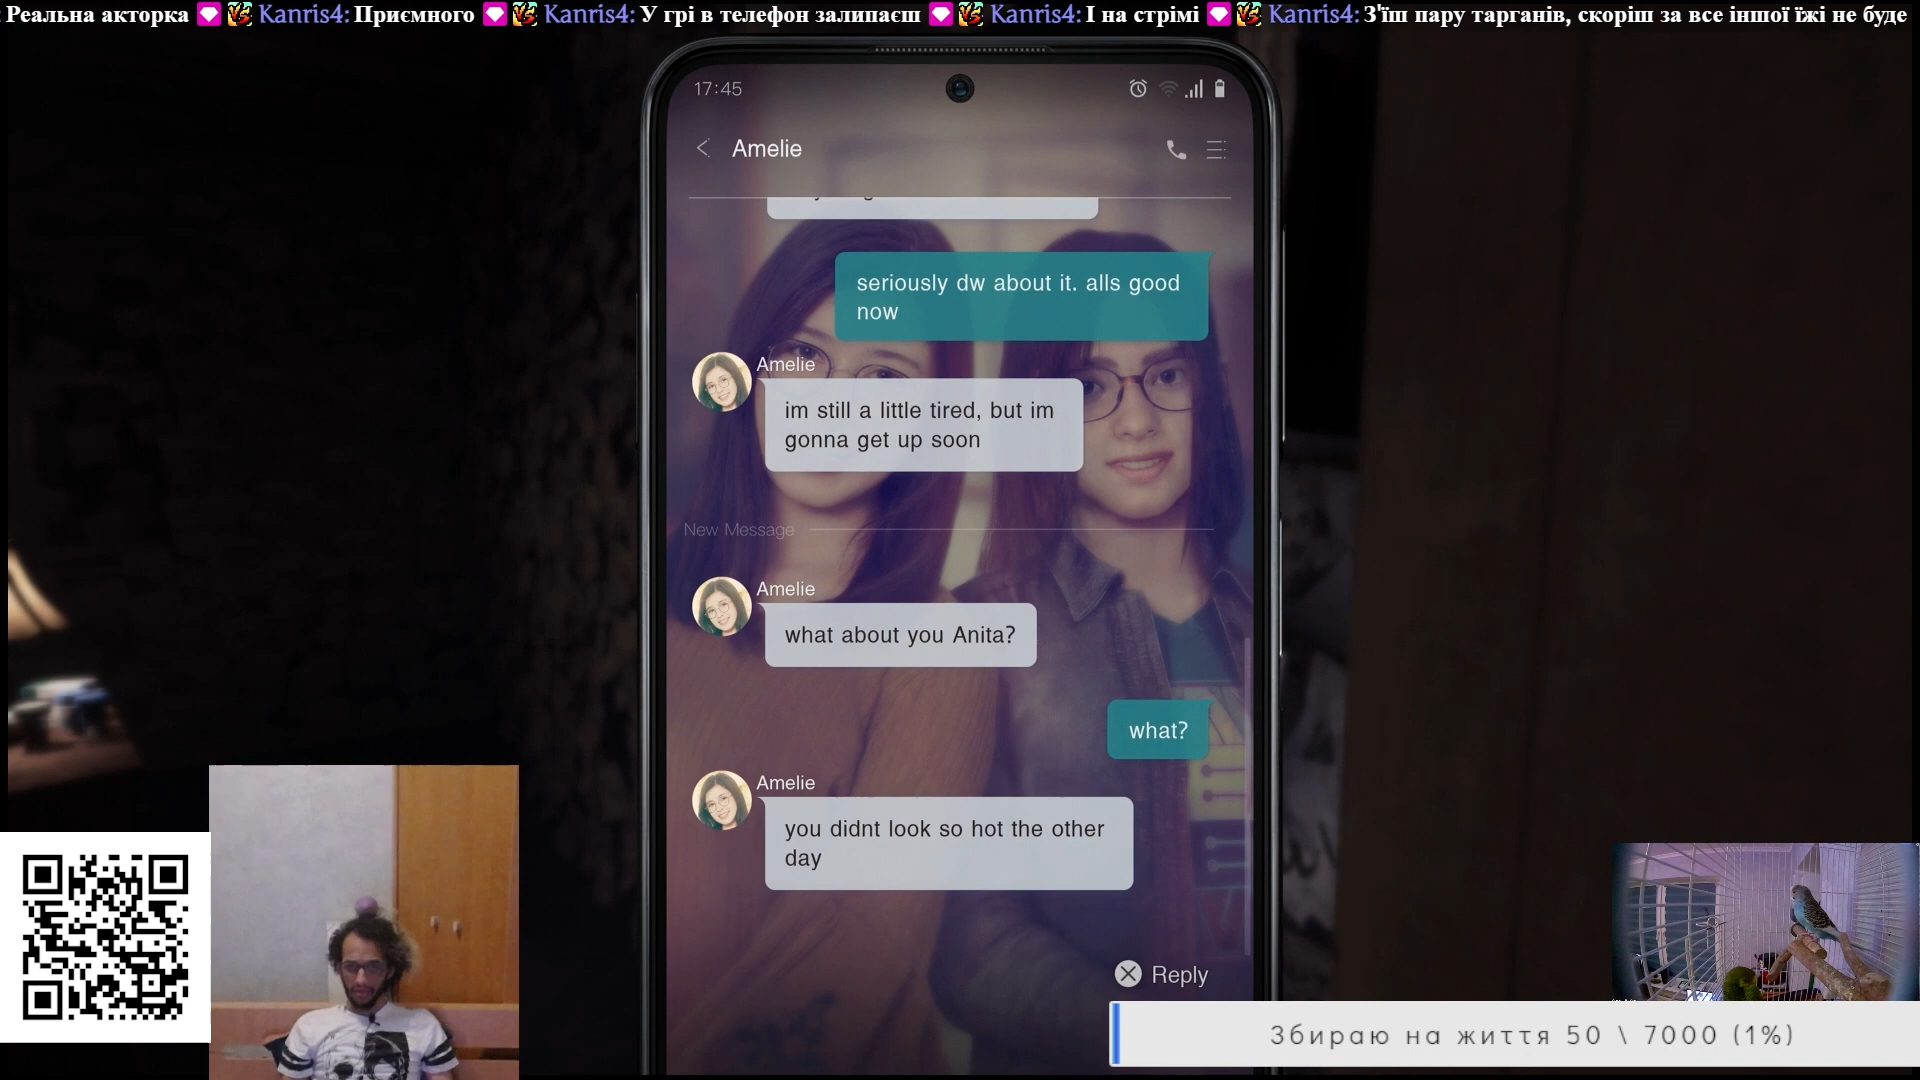 Реальна акторка Kanris4: Приємного Kanris4: У грі в телефон залипаєш Kanris4: І на стрімі Kanris4: З'їш пару тарганів, скоріш за все іншої їжі не буде
17:45
Amelie
seriously dw about it. alls good
now
Amelie
im still a little tired, but im
gonna get up soon
New Message
Amelie
what about you Anita?
what?
Amelie
you didnt look so hot the other
day
Reply
Збираю на життя 50 \ 7000 (1%)